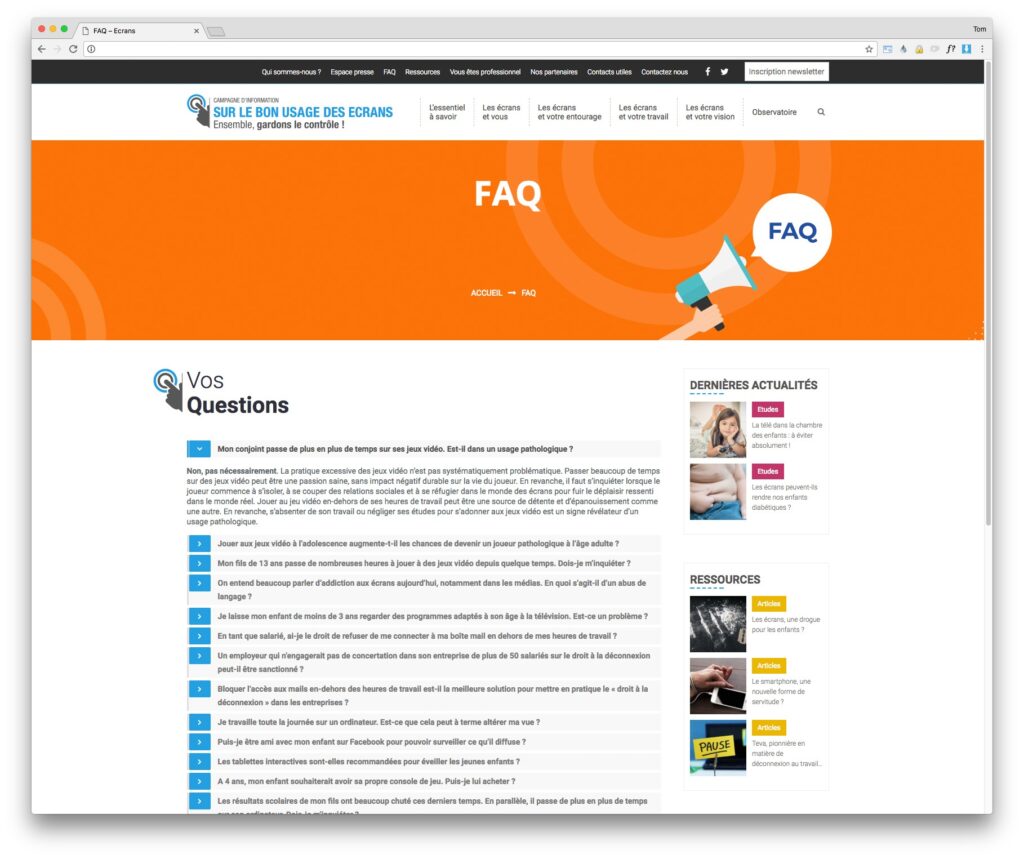 FAQ – Ecrans
Tom
Qui sommes-nous ? Espace presse FAQ Ressources Vous êtes professionnel Nos partenaires Contacts utiles Contactez nous Inscription newsletter
CAMPAGNE D'INFORMATION
SUR LE BON USAGE DES ECRANS
Ensemble, gardons le contrôle !
L'essentiel
à savoir
Les écrans
et vous
Les écrans
et votre entourage
Les écrans
et votre travail
Les écrans
et votre vision
Observatoire
FAQ
FAQ
ACCUEIL → FAQ
Vos
Questions
Mon conjoint passe de plus en plus de temps sur ses jeux vidéo. Est-il dans un usage pathologique ?
Non, pas nécessairement. La pratique excessive des jeux vidéo n'est pas systématiquement problématique. Passer beaucoup de temps
sur des jeux vidéo peut être une passion saine, sans impact négatif durable sur la vie du joueur. En revanche, il faut s'inquiéter lorsque le
joueur commence à s'isoler, à se couper des relations sociales et à se réfugier dans le monde des écrans pour fuir le déplaisir ressenti
dans le monde réel. Jouer au jeu vidéo en-dehors de ses heures de travail peut être une source de détente et d'épanouissement comme
une autre. En revanche, s'absenter de son travail ou négliger ses études pour s'adonner aux jeux vidéo est un signe révélateur d'un
usage pathologique.
Jouer aux jeux vidéo à l'adolescence augmente-t-il les chances de devenir un joueur pathologique à l'âge adulte ?
Mon fils de 13 ans passe de nombreuses heures à jouer à des jeux vidéo depuis quelque temps. Dois-je m'inquiéter ?
On entend beaucoup parler d'addiction aux écrans aujourd'hui, notamment dans les médias. En quoi s'agit-il d'un abus de
langage ?
Je laisse mon enfant de moins de 3 ans regarder des programmes adaptés à son âge à la télévision. Est-ce un problème ?
En tant que salarié, ai-je le droit de refuser de me connecter à ma boîte mail en dehors de mes heures de travail ?
Un employeur qui n'engagerait pas de concertation dans son entreprise de plus de 50 salariés sur le droit à la déconnexion
peut-il être sanctionné ?
Bloquer l'accès aux mails en-dehors des heures de travail est-il la meilleure solution pour mettre en pratique le « droit à la
déconnexion » dans les entreprises ?
Je travaille toute la journée sur un ordinateur. Est-ce que cela peut à terme altérer ma vue ?
Puis-je être ami avec mon enfant sur Facebook pour pouvoir surveiller ce qu'il diffuse ?
Les tablettes interactives sont-elles recommandées pour éveiller les jeunes enfants ?
A 4 ans, mon enfant souhaiterait avoir sa propre console de jeu. Puis-je lui acheter ?
Les résultats scolaires de mon fils ont beaucoup chuté ces derniers temps. En parallèle, il passe de plus en plus de temps
sur son ordinateur. Dois-je m'inquiéter ?
DERNIÈRES ACTUALITÉS
Etudes
La télé dans la chambre
des enfants : à éviter
absolument !
Etudes
Les écrans peuvent-ils
rendre nos enfants
diabétiques ?
RESSOURCES
Articles
Les écrans, une drogue
pour les enfants ?
Articles
Le smartphone, une
nouvelle forme de
servitude ?
PAUSE
Articles
Teva, pionnière en
matière de
déconnexion au travail...